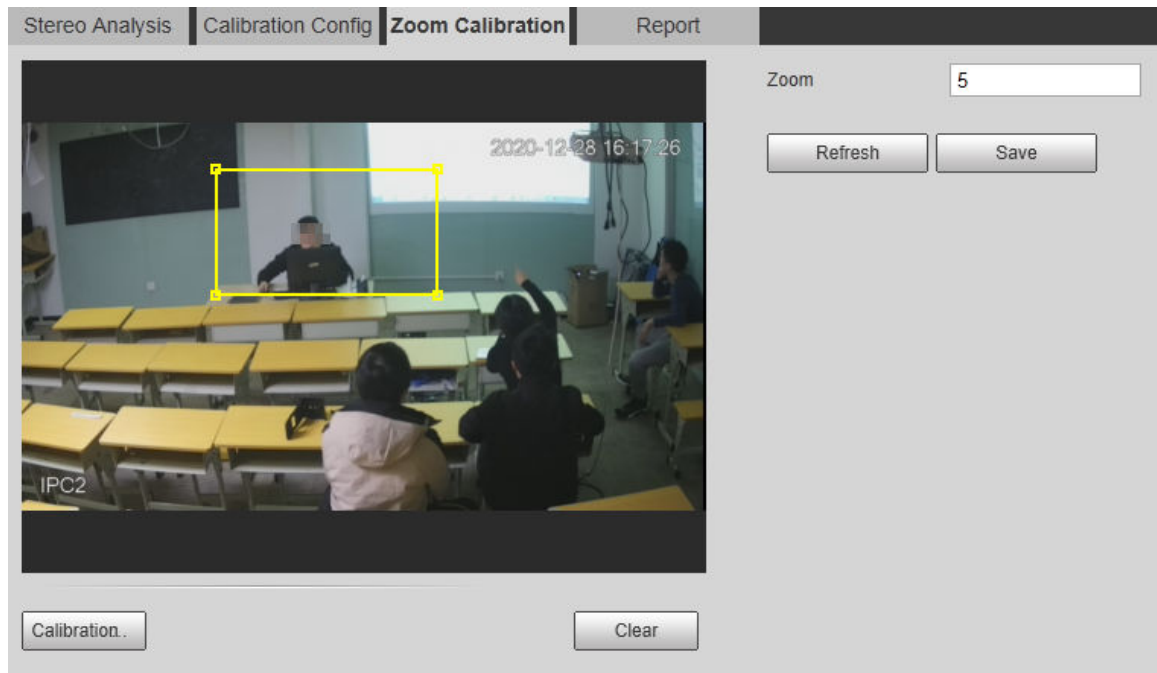 Stereo Analysis Calibration Config Zoom Calibration Report
Zoom 5
2020-12-28 16:17:26
Refresh Save
IPC2
Calibration..
Clear